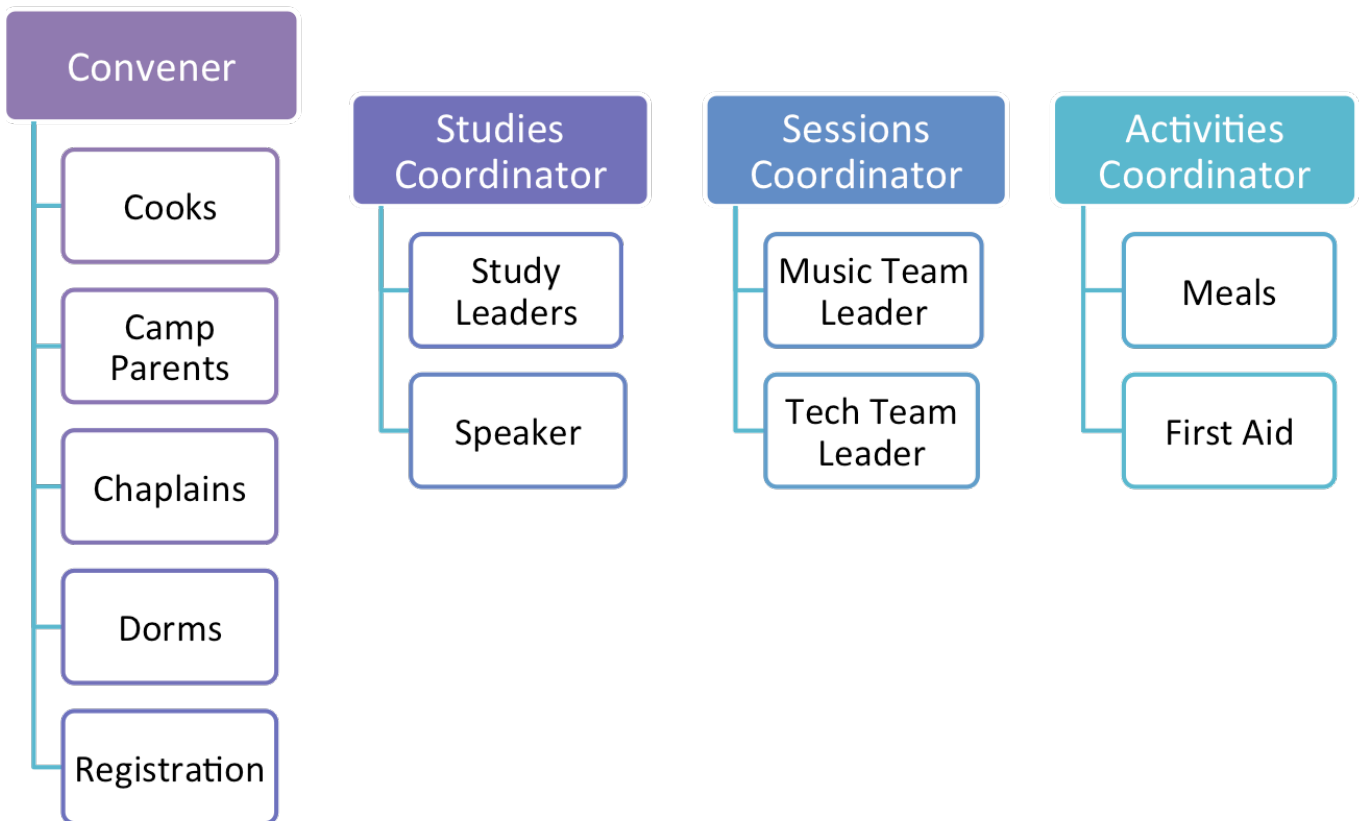 Convener
Cooks
Camp
Parents
Chaplains
Dorms
Registration
Studies
Coordinator
Study
Leaders
Speaker
Sessions
Coordinator
Music Team
Leader
Tech Team
Leader
Activities
Coordinator
Meals
First Aid